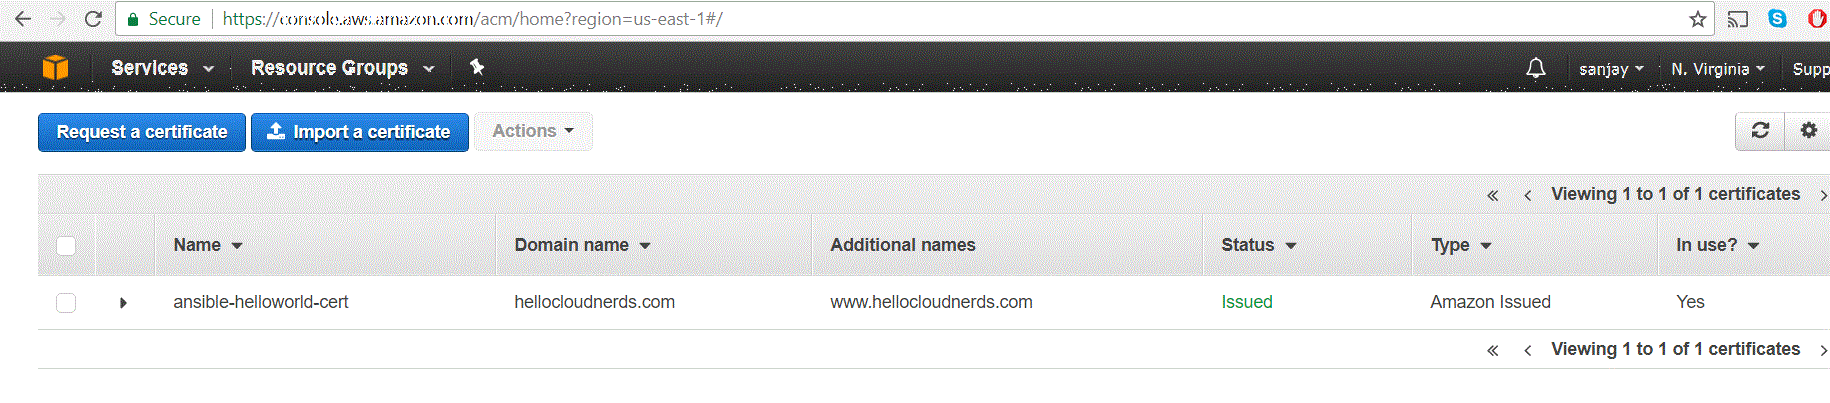 Secure https://console.aws.amazon.com/acm/home?region=us-east-1#/
Services Resource Groups sanjay N. Virginia Supp
Request a certificate Import a certificate Actions
Viewing 1 to 1 of 1 certificates
Name Domain name Additional names Status Type In use?
ansible-helloworld-cert hellocloudnerds.com www.hellocloudnerds.com Issued Amazon Issued Yes
Viewing 1 to 1 of 1 certificates